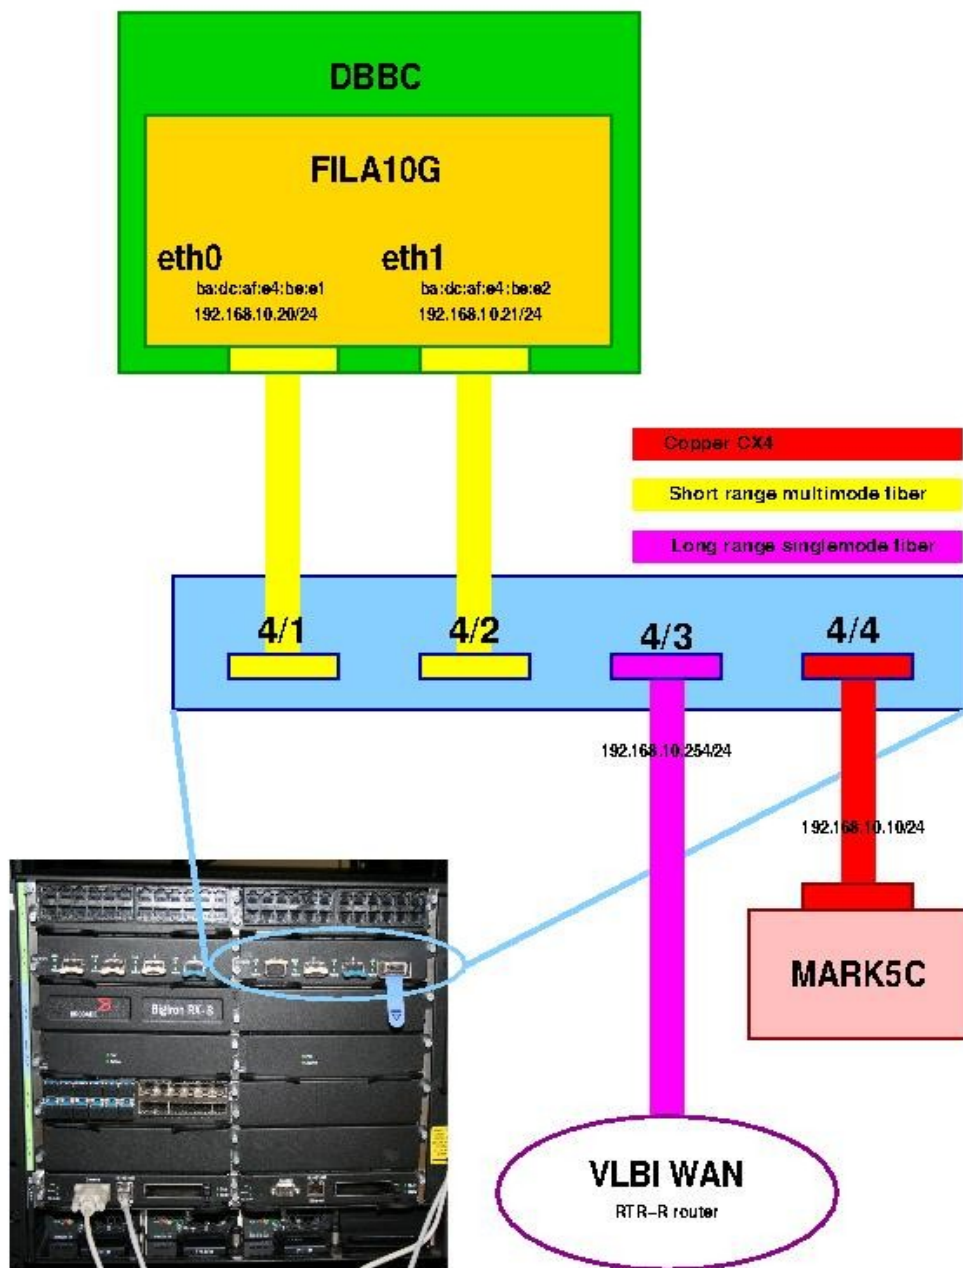 DBBC
FILA10G
eth0
eth1
ba:dc:af:e4:be:e1
ba:dc:af:e4:be:e2
192.168.10.20/24
192.168.10.21/24
Copper CX4
Short range multimode fiber
Long range singlemode fiber
4/1
4/2
4/3
4/4
192.168.10.254/24
192.168.10.10/24
MARK5C
BigIron RX-8
VLBI WAN
RTR-R router